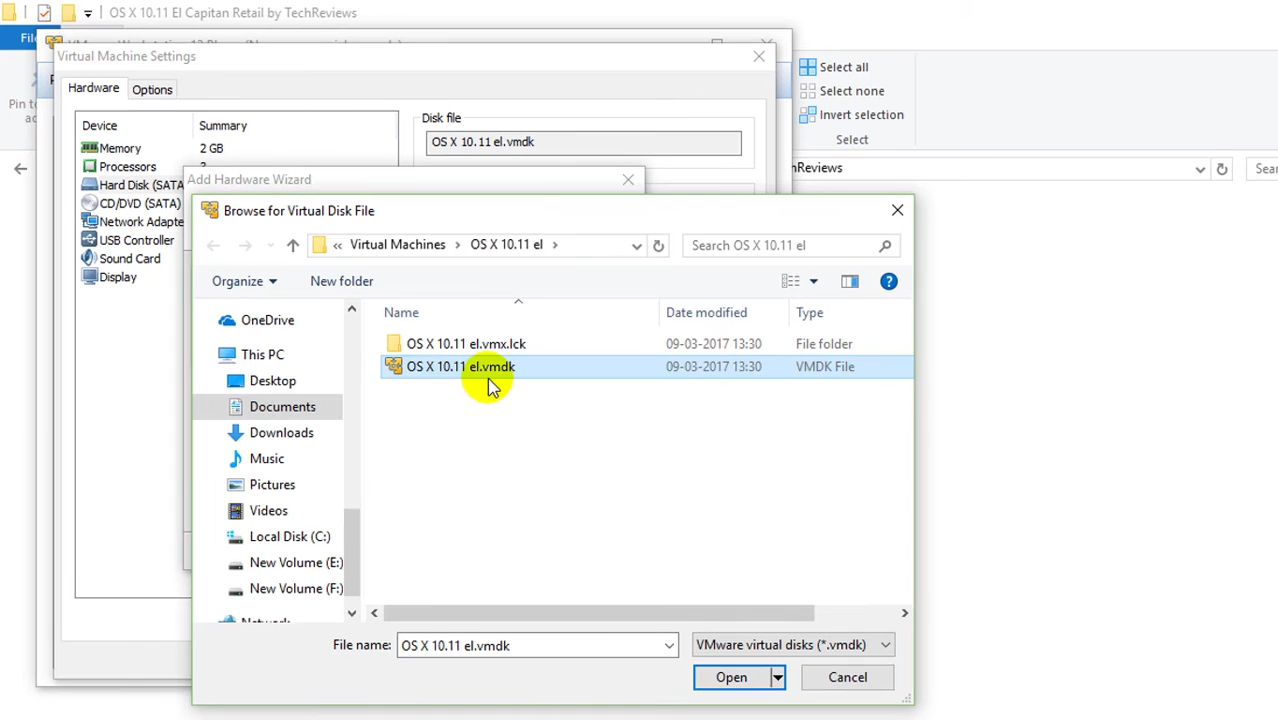 OS X 10.11 El Capitan Retail by TechReviews
Virtual Machine Settings
Hardware
Options
Device
Summary
Memory
2 GB
Processors
Hard Disk (SATA
CD/DVD (SATA)
Network Adapte
USB Controller
Sound Card
Display
Disk file
OS X 10.11 el.vmdk
Select all
Select none
Invert selection
Select
Pin to
hReviews
Sear
Add Hardware Wizard
Browse for Virtual Disk File
« Virtual Machines › OS X 10.11 el ›
Search OS X 10.11 el
Organize
New folder
Name
Date modified
Type
OS X 10.11 el.vmx.lck
09-03-2017 13:30
File folder
OS X 10.11 el.vmdk
09-03-2017 13:30
VMDK File
OneDrive
This PC
Desktop
Documents
Downloads
Music
Pictures
Videos
Local Disk (C:)
New Volume (E:)
New Volume (F:)
Network
File name:
OS X 10.11 el.vmdk
VMware virtual disks (*.vmdk)
Open
Cancel